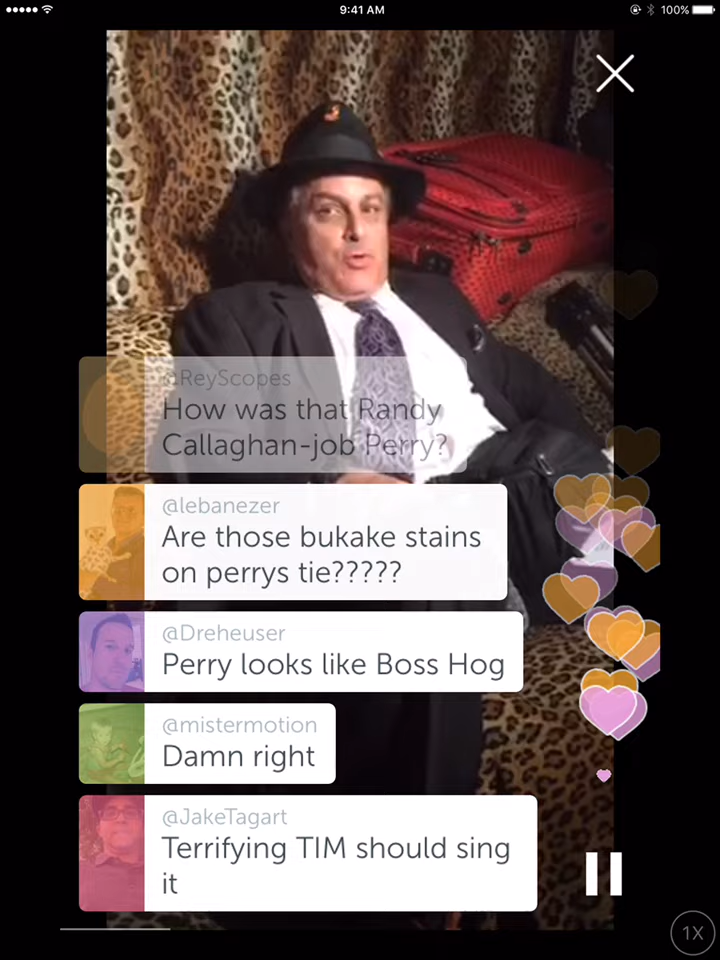 9:41 AM
100%
@ReyScopes
How was that Randy
Callaghan-job Perry?
@lebanezer
Are those bukake stains
on perrys tie?????
@Dreheuser
Perry looks like Boss Hog
@mistermotion
Damn right
@JakeTagart
Terrifying TIM should sing
it
1X